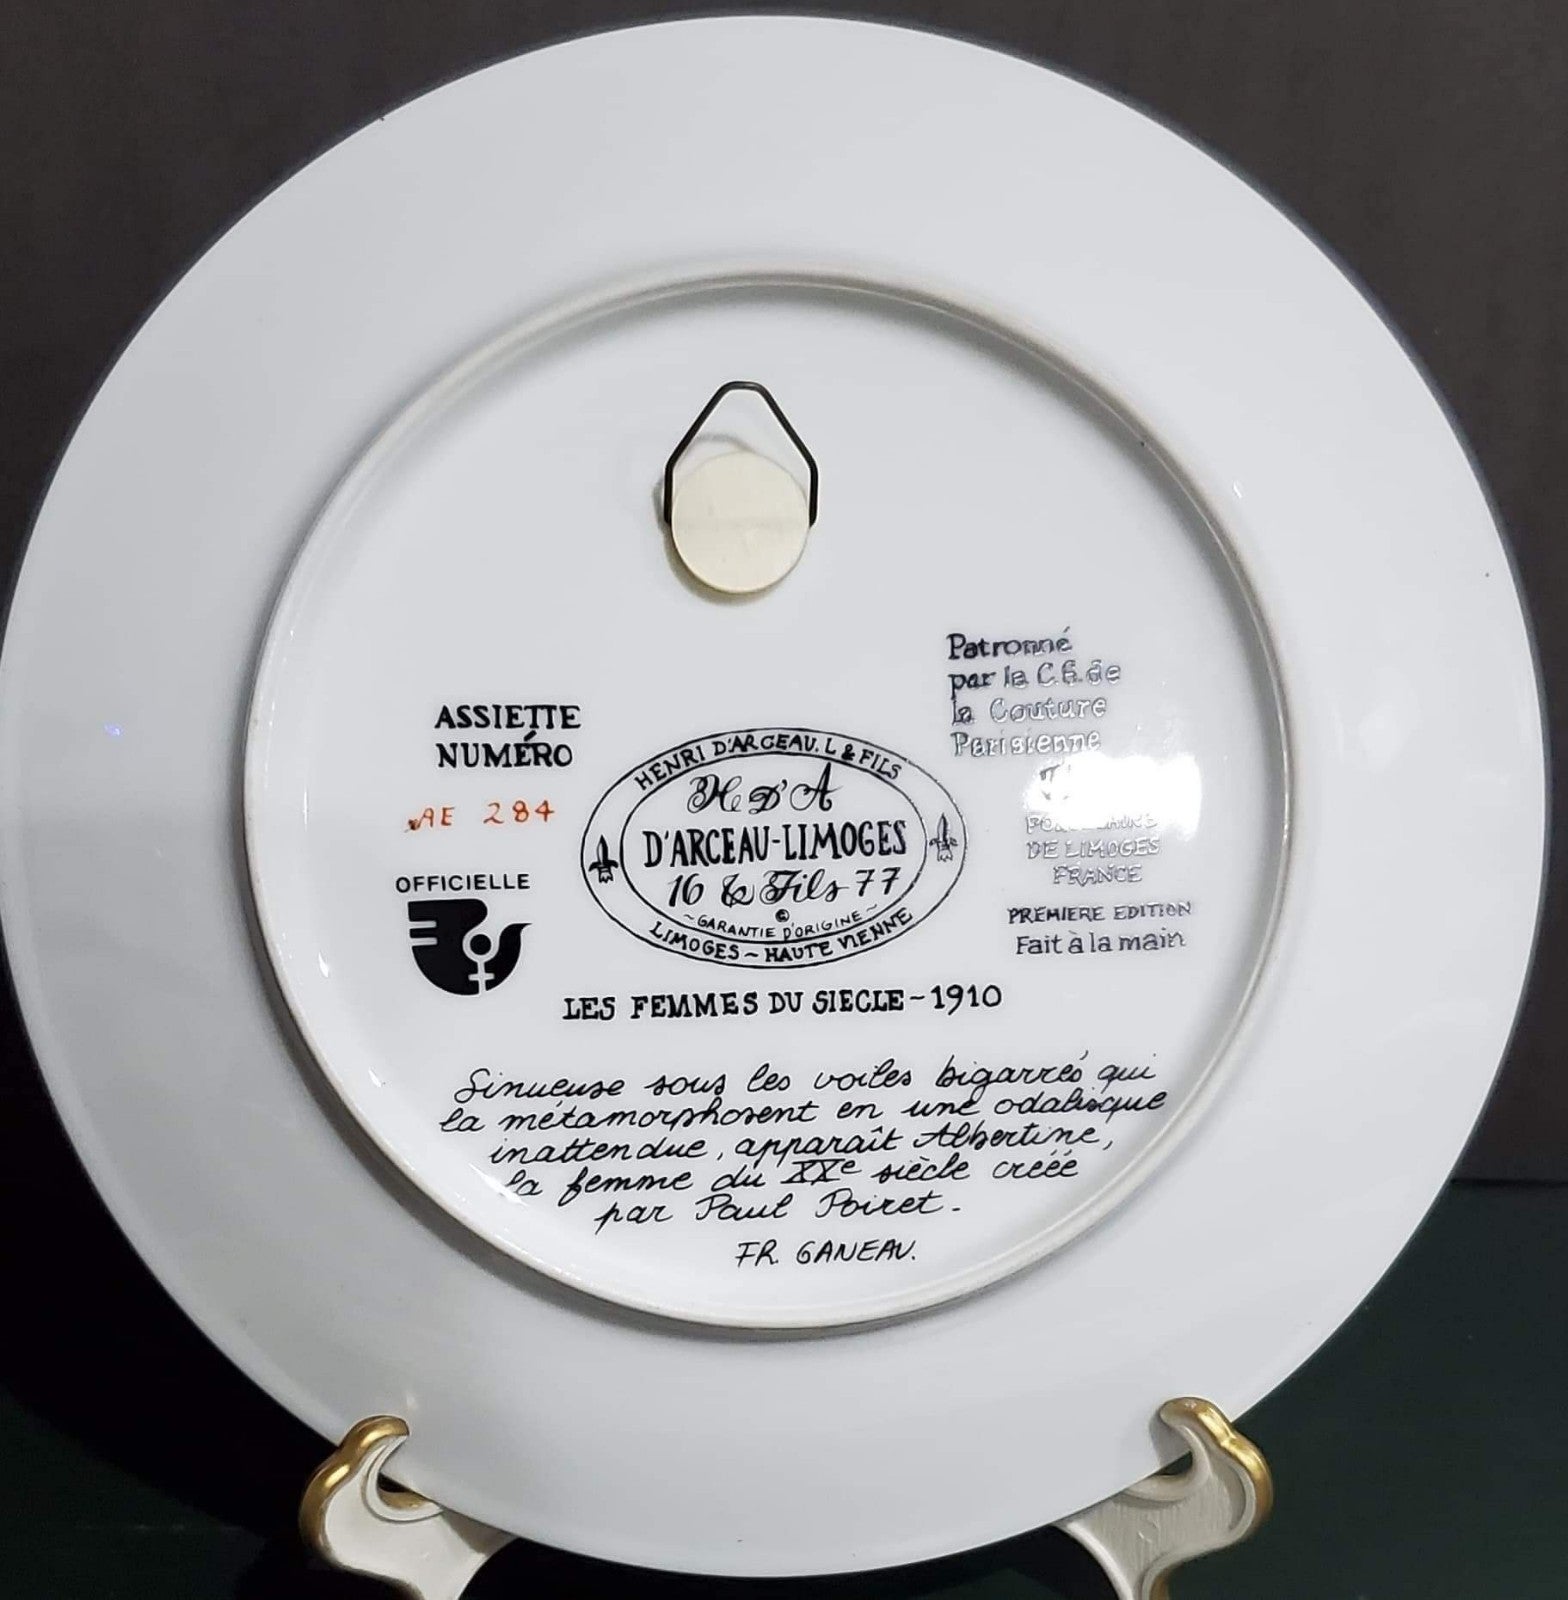 Patronné
par la C.S. de
la Couture
Parisienne
ASSIETTE
NUMÉRO
AE 284
OFFICIELLE
HENRI D'ARCEAU. L & FILS
H D'A
D'ARCEAU-LIMOGES
16 & Fils 77
©
~GARANTIE D'ORIGINE~
LIMOGES ~ HAUTE VIENNE
PORCELAINE
DE LIMOGES
FRANCE
PREMIERE EDITION
Fait à la main
LES FEMMES DU SIECLE ~ 1910
Sinueuse sous les voiles bigarrés qui
la métamorphosent en une odalisque
inattendue, apparaît Albertine,
la femme du XXe siècle créée
par Paul Poiret.
FR. GANEAU.